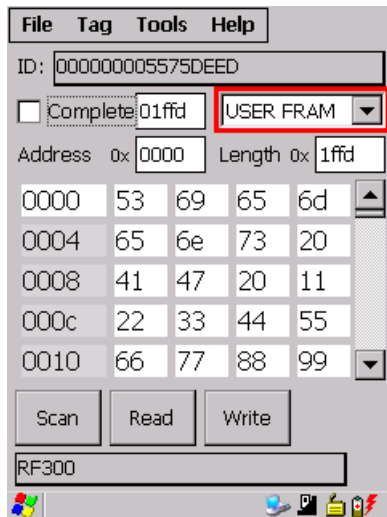 File Tag Tools Help
ID: 000000005575DEED
Complete 01ffd USER FRAM
Address 0x 0000 Length 0x 1ffd
0000 53 69 65 6d
0004 65 6e 73 20
0008 41 47 20 11
000c 22 33 44 55
0010 66 77 88 99
Scan Read Write
RF300